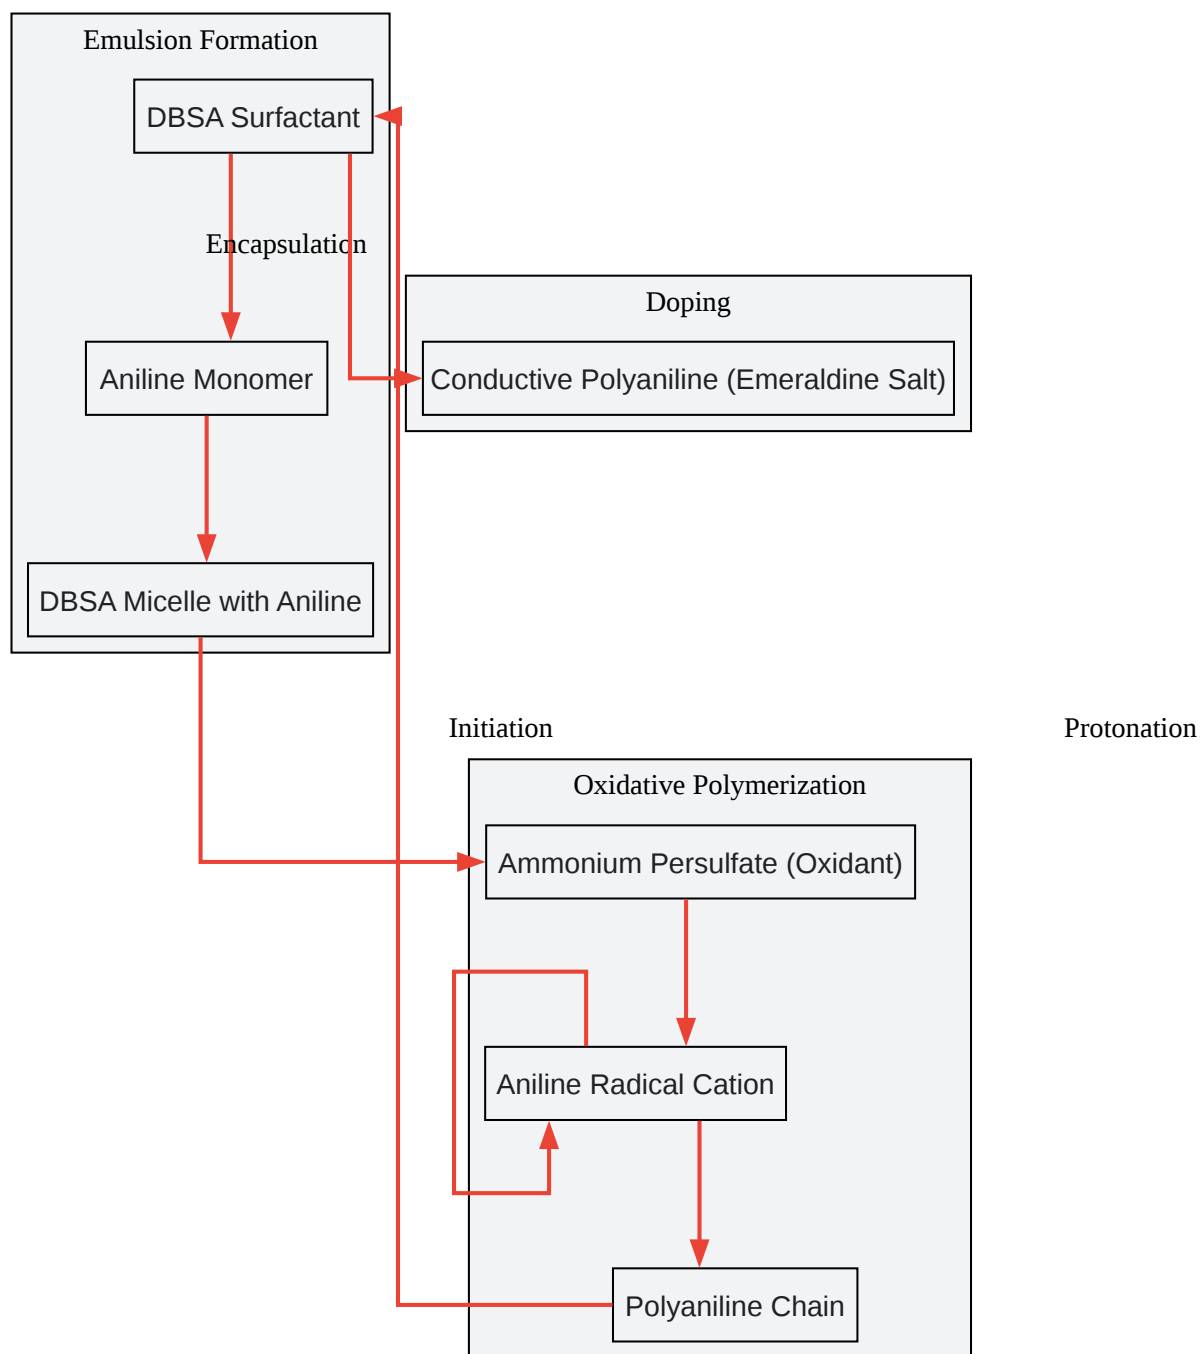 Emulsion Formation
DBSA Surfactant
Encapsulation
Doping
Conductive Polyaniline (Emeraldine Salt)
Aniline Monomer
DBSA Micelle with Aniline
Initiation
Protonation
Oxidative Polymerization
Ammonium Persulfate (Oxidant)
Aniline Radical Cation
Polyaniline Chain